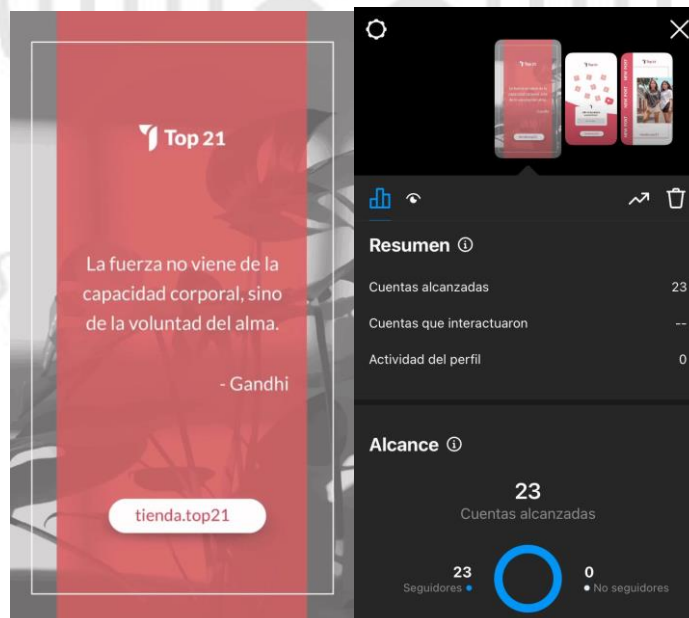 Top 21
La fuerza no viene de la
capacidad corporal, sino
de la voluntad del alma.
- Gandhi
tienda.top21
Resumen
Cuentas alcanzadas 23
Cuentas que interactuaron --
Actividad del perfil 0
Alcance
23
Cuentas alcanzadas
23
Seguidores
0
No seguidores